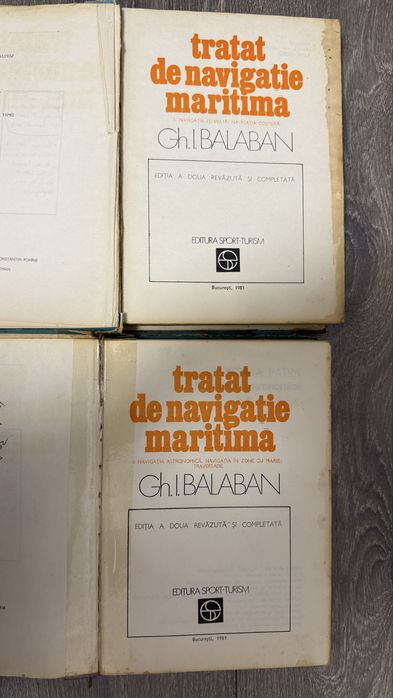 tratat
de navigatie
maritima
I. NAVIGAȚIA ESTIMATĂ; NAVIGAȚIA COSTIERĂ
Gh.I.BALABAN
EDIȚIA A DOUA REVĂZUTĂ ȘI COMPLETATĂ
EDITURA SPORT-TURISM
București, 1981
CONSTANTIN POMPIE
tratat
de navigatie
maritima
II NAVIGAȚIA ASTRONOMICĂ; NAVIGAȚIA ÎN ZONE CU MAREE;
TRAVERSADE.
Gh.I.BALABAN
EDIȚIA A DOUA REVĂZUTĂ ȘI COMPLETATĂ
EDITURA SPORT-TURISM
București, 1981